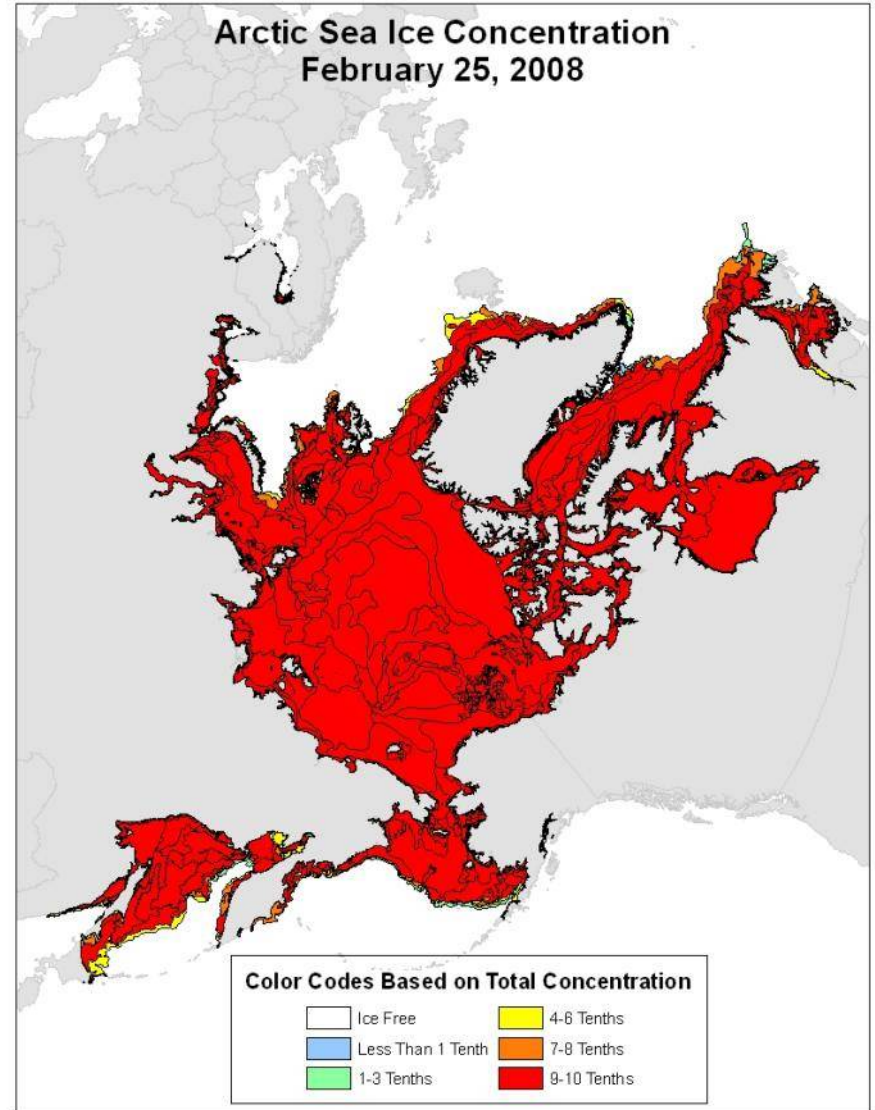 Arctic Sea Ice Concentration
February 25, 2008
Color Codes Based on Total Concentration
Ice Free
4-6 Tenths
Less Than 1 Tenth
7-8 Tenths
1-3 Tenths
9-10 Tenths